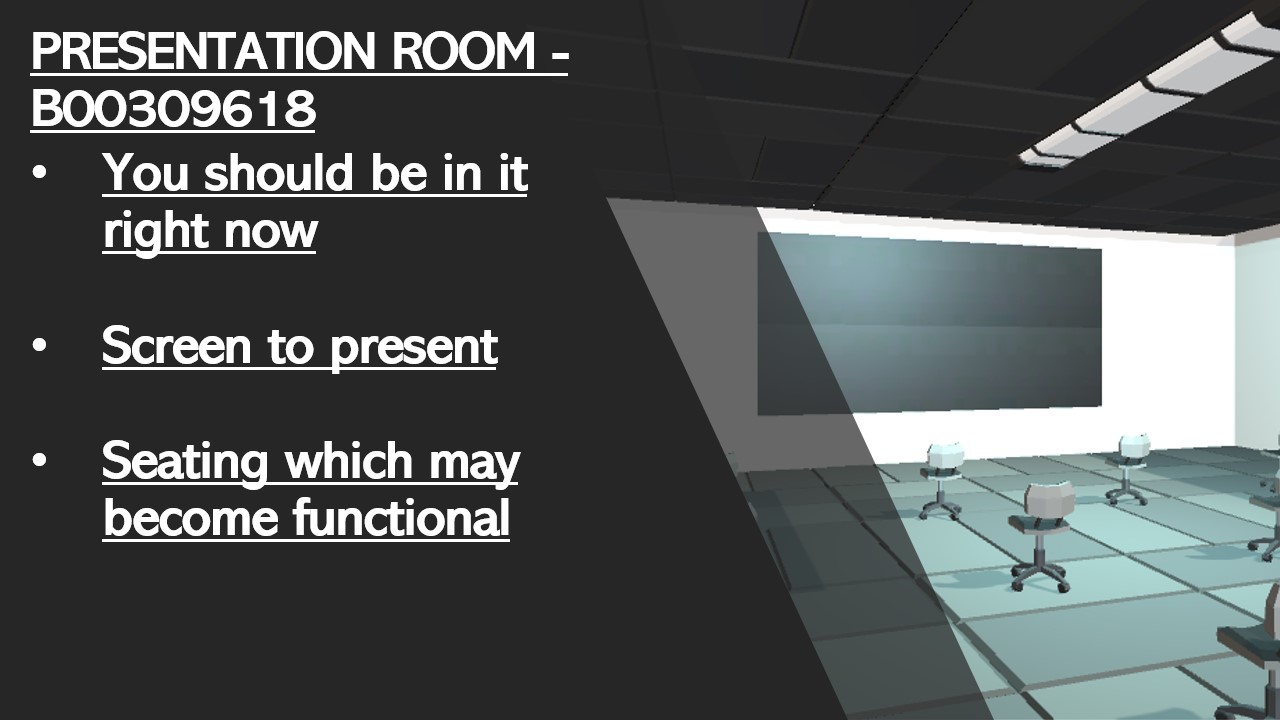 PRESENTATION ROOM -
B00309618
• You should be in it
right now
• Screen to present
• Seating which may
become functional